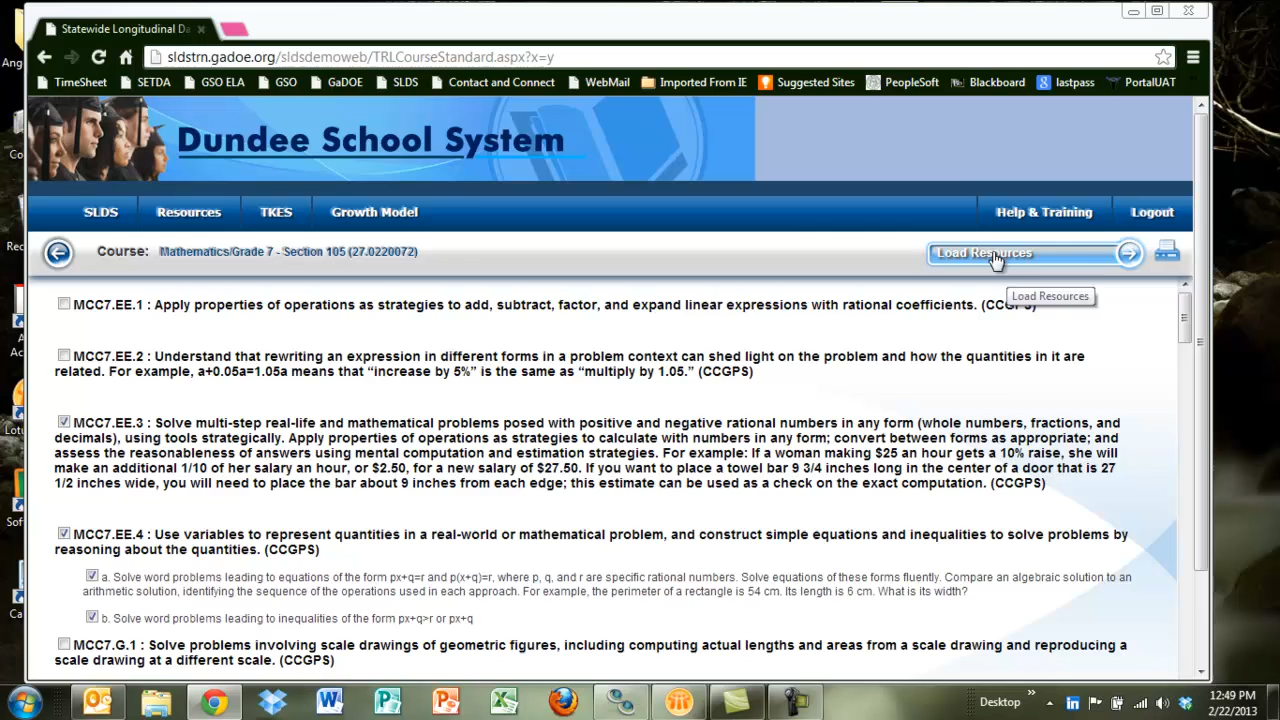 Statewide Longitudinal Da
sldstrn.gadoe.org/sldsdemoweb/TRLCourseStandard.aspx?x=y
TimeSheet SETDA GSO ELA GSO GaDOE SLDS Contact and Connect WebMail Imported From IE Suggested Sites PeopleSoft Blackboard lastpass PortalUAT
Dundee School System
SLDS Resources TKES Growth Model Help & Training Logout
Course: Mathematics/Grade 7 - Section 105 (27.0220072) Load Resources
Load Resources
MCC7.EE.1 : Apply properties of operations as strategies to add, subtract, factor, and expand linear expressions with rational coefficients. (CCGPS)
MCC7.EE.2 : Understand that rewriting an expression in different forms in a problem context can shed light on the problem and how the quantities in it are
related. For example, a+0.05a=1.05a means that “increase by 5%” is the same as “multiply by 1.05.” (CCGPS)
MCC7.EE.3 : Solve multi-step real-life and mathematical problems posed with positive and negative rational numbers in any form (whole numbers, fractions, and
decimals), using tools strategically. Apply properties of operations as strategies to calculate with numbers in any form; convert between forms as appropriate; and
assess the reasonableness of answers using mental computation and estimation strategies. For example: If a woman making $25 an hour gets a 10% raise, she will
make an additional 1/10 of her salary an hour, or $2.50, for a new salary of $27.50. If you want to place a towel bar 9 3/4 inches long in the center of a door that is 27
1/2 inches wide, you will need to place the bar about 9 inches from each edge; this estimate can be used as a check on the exact computation. (CCGPS)
MCC7.EE.4 : Use variables to represent quantities in a real-world or mathematical problem, and construct simple equations and inequalities to solve problems by
reasoning about the quantities. (CCGPS)
a. Solve word problems leading to equations of the form px+q=r and p(x+q)=r, where p, q, and r are specific rational numbers. Solve equations of these forms fluently. Compare an algebraic solution to an
arithmetic solution, identifying the sequence of the operations used in each approach. For example, the perimeter of a rectangle is 54 cm. Its length is 6 cm. What is its width?
b. Solve word problems leading to inequalities of the form px+q>r or px+q
MCC7.G.1 : Solve problems involving scale drawings of geometric figures, including computing actual lengths and areas from a scale drawing and reproducing a
scale drawing at a different scale. (CCGPS)
Desktop
12:49 PM
2/22/2013